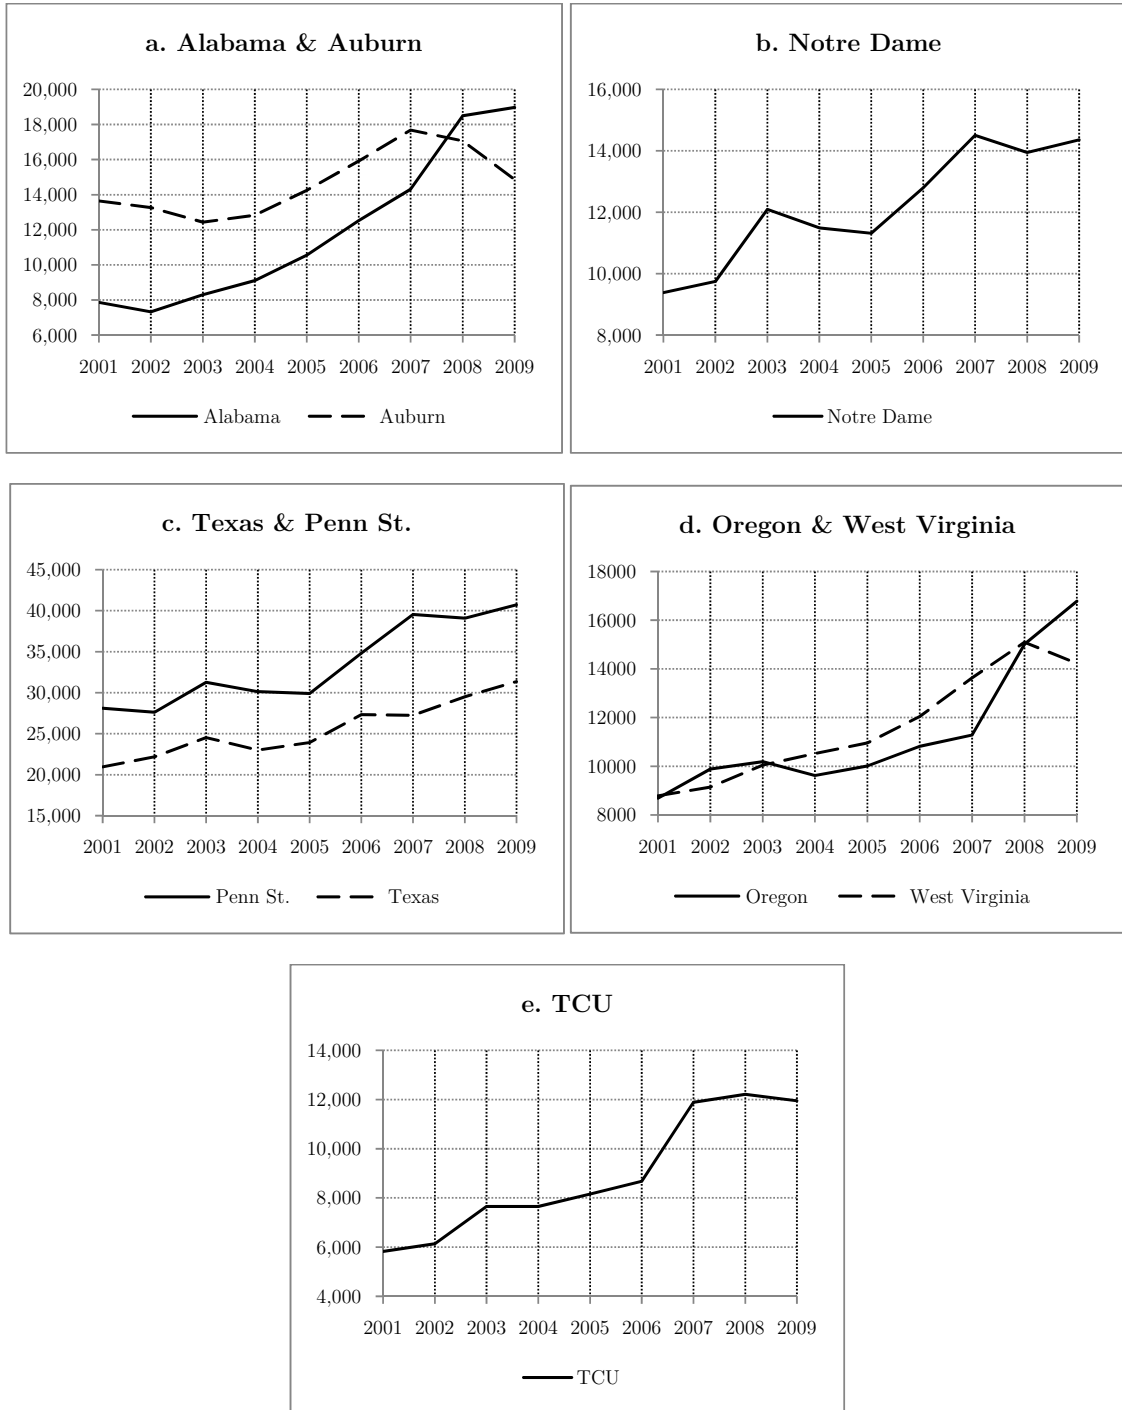 a. Alabama & Auburn
20,000
18,000
16,000
14,000
12,000
10,000
8,000
6,000
2001 2002 2003 2004 2005 2006 2007 2008 2009
Alabama Auburn
b. Notre Dame
16,000
14,000
12,000
10,000
8,000
2001 2002 2003 2004 2005 2006 2007 2008 2009
Notre Dame
c. Texas & Penn St.
45,000
40,000
35,000
30,000
25,000
20,000
15,000
2001 2002 2003 2004 2005 2006 2007 2008 2009
Penn St. Texas
d. Oregon & West Virginia
18000
16000
14000
12000
10000
8000
2001 2002 2003 2004 2005 2006 2007 2008 2009
Oregon West Virginia
e. TCU
14,000
12,000
10,000
8,000
6,000
4,000
2001 2002 2003 2004 2005 2006 2007 2008 2009
TCU